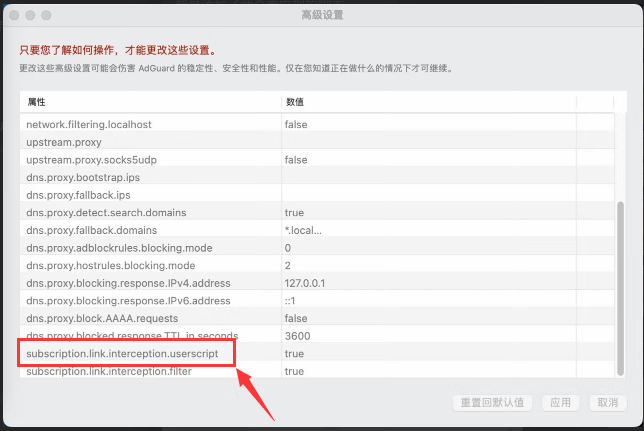 高级设置
只要您了解如何操作，才能更改这些设置。
更改这些高级设置可能会伤害 AdGuard 的稳定性、安全性和性能。仅在您知道正在做什么的情况下才可继续。
属性 数值
network.filtering.localhost false
upstream.proxy
upstream.proxy.socks5udp false
dns.proxy.bootstrap.ips
dns.proxy.fallback.ips
dns.proxy.detect.search.domains true
dns.proxy.fallback.domains *.local...
dns.proxy.adblockrules.blocking.mode 0
dns.proxy.hostrules.blocking.mode 2
dns.proxy.blocking.response.IPv4.address 127.0.0.1
dns.proxy.blocking.response.IPv6.address ::1
dns.proxy.block.AAAA.requests false
dns.proxy.blocked.response.TTL.in.seconds 3600
subscription.link.interception.userscript true
subscription.link.interception.filter true
重置回默认值 应用 取消